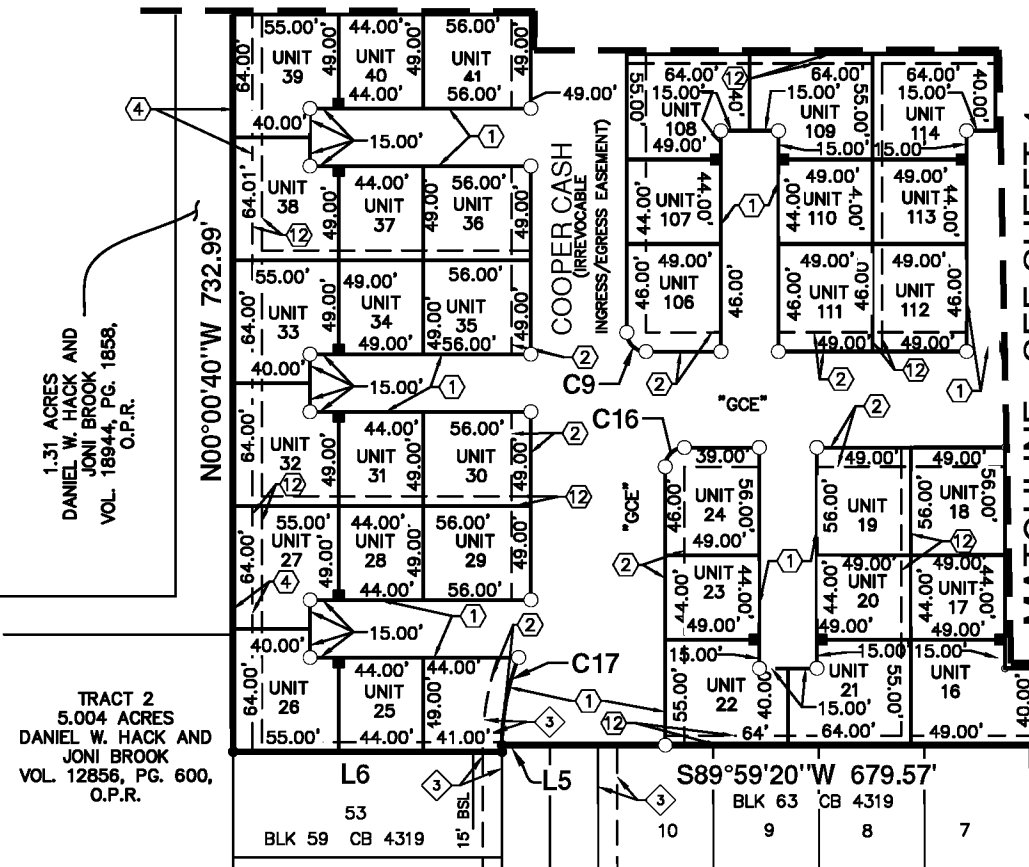 55.00' 44.00' 56.00'
UNIT
39
UNIT
40
UNIT
41
64.00' 49.00' 49.00' 49.00'
44.00' 56.00' 49.00'
4
40.00'
15.00'
1
UNIT
38
64.01'
44.00'
UNIT
37
56.00'
UNIT
36
49.00' 49.00' 49.00'
12
N00°00'40"W 732.99'
55.00'
UNIT
33
64.00'
49.00'
UNIT
34
49.00'
56.00'
UNIT
35
56.00'
49.00' 49.00' 49.00'
2
40.00'
15.00'
1
UNIT
32
44.00'
UNIT
31
56.00'
UNIT
30
49.00' 49.00' 49.00'
2
12
12
55.00'
UNIT
27
64.00'
44.00'
UNIT
28
44.00'
56.00'
UNIT
29
56.00'
49.00' 49.00' 49.00'
4
40.00'
15.00'
1
2
UNIT
26
64.00'
55.00'
44.00'
UNIT
25
44.00'
44.00'
49.00'
41.00'
C17
1
3
12
1.31 ACRES
DANIEL W. HACK AND
JONI BROOK
VOL. 18944, PG. 1858,
O.P.R.
TRACT 2
5.004 ACRES
DANIEL W. HACK AND
JONI BROOK
VOL. 12856, PG. 600,
O.P.R.
COOPER CASH
(IRREVOCABLE
INGRESS/EGRESS EASEMENT)
55.00'
64.00'
12
64.00'
40.00'
15.00'
40'
15.00'
55.00'
15.00'
UNIT
108
UNIT
109
UNIT
114
49.00'
15.00'
15.00'
UNIT
107
44.00' 44.00'
1
49.00'
UNIT
110
44.00' 44.00'
49.00'
UNIT
113
44.00'
49.00'
UNIT
106
46.00' 46.00'
49.00'
UNIT
111
49.00' 49.00'
49.00'
UNIT
112
49.00'
49.00' 49.00'
C9
2
2
12
1
"GCE"
C16
"GCE"
39.00'
2
49.00' 49.00'
UNIT
24
46.00' 56.00'
49.00'
UNIT
19
56.00'
UNIT
18
56.00' 56.00'
2
1
12
UNIT
23
44.00' 44.00'
49.00'
49.00'
UNIT
20
44.00'
49.00'
49.00'
UNIT
17
44.00' 44.00'
49.00'
15.00'
UNIT
22
55.00' 40.00'
64'
15.00'
UNIT
21
15.00'
55.00'
64.00'
15.00'
UNIT
16
49.00'
40.00'
L6
L5
S89°59'20"W 679.57'
53
BLK 59 CB 4319
15' BSL
3
3
BLK 63 CB 4319
10 9 8 7